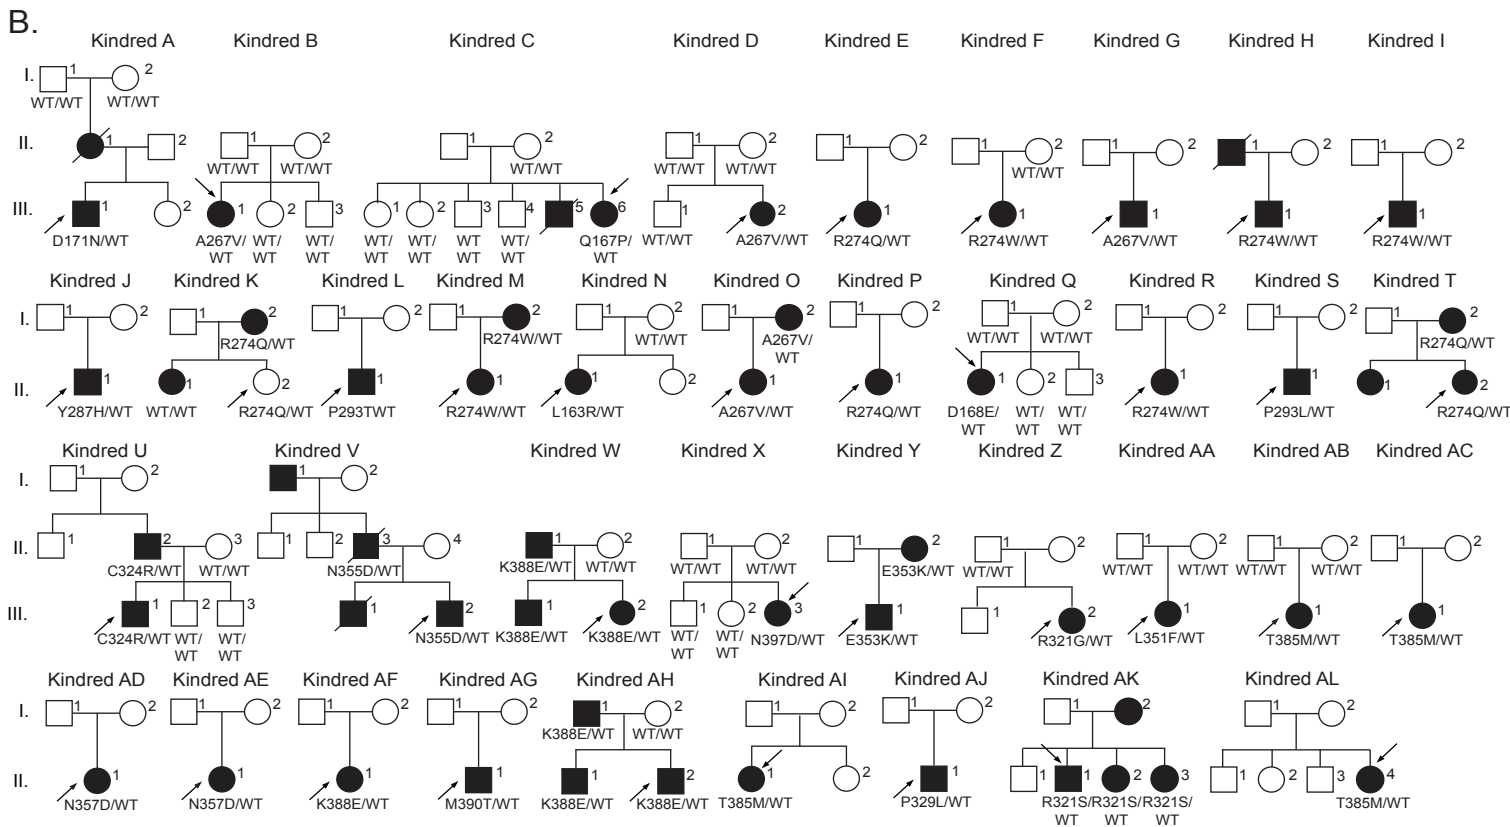 B.
Kindred A Kindred B Kindred C Kindred D Kindred E Kindred F Kindred G Kindred H Kindred I
I. 1 2
WT/WT WT/WT
II. 1 2 1 2 1 2 1 2 1 2 1 2 1 2 1 2 1 2
WT/WT WT/WT WT/WT WT/WT WT/WT WT/WT
III. 1 2 1 2 3 1 2 3 4 5 6 1 2 1 1 1 1 1
D171N/WT A267V/ WT/ WT/ WT/ WT/ WT/ WT/ Q167P/ WT/WT A267V/WT R274Q/WT R274W/WT A267V/WT R274W/WT R274W/WT
WT WT WT WT WT WT WT WT
Kindred J Kindred K Kindred L Kindred M Kindred N Kindred O Kindred P Kindred Q Kindred R Kindred S Kindred T
I. 1 2 1 2 1 2 1 2 1 2 1 2 1 2 1 2 1 2 1 2 1 2
R274Q/WT R274W/WT WT/WT A267V/ WT/WT WT/WT R274Q/WT
WT
II. 1 1 2 1 1 1 2 1 1 1 2 3 1 1 1 2
Y287H/WT WT/WT R274Q/WT P293TWT R274W/WT L163R/WT A267V/WT R274Q/WT D168E/ WT/ WT/ R274W/WT P293L/WT R274Q/WT
WT WT WT
Kindred U Kindred V Kindred W Kindred X Kindred Y Kindred Z Kindred AA Kindred AB Kindred AC
I. 1 2 1 2
II. 1 2 3 1 2 3 4 1 2 1 2 1 2 1 2 1 2 1 2 1 2
C324R/WT WT/WT N355D/WT K388E/WT WT/WT WT/WT WT/WT E353K/WT WT/WT WT/WT WT/WT WT/WT WT/WT
III. 1 2 3 1 2 1 2 1 2 3 1 1 2 1 1 1
C324R/WT WT/ WT/ N355D/WT K388E/WT K388E/WT WT/ WT/ N397D/WT E353K/WT R321G/WT L351F/WT T385M/WT T385M/WT
WT WT WT WT
Kindred AD Kindred AE Kindred AF Kindred AG Kindred AH Kindred AI Kindred AJ Kindred AK Kindred AL
I. 1 2 1 2 1 2 1 2 1 2 1 2 1 2 1 2 1 2
K388E/WT WT/WT
II. 1 1 1 1 1 2 1 2 1 1 1 2 3 1 2 3 4
N357D/WT N357D/WT K388E/WT M390T/WT K388E/WT K388E/WT T385M/WT P329L/WT R321S/ R321S/ R321S/ T385M/WT
WT WT WT